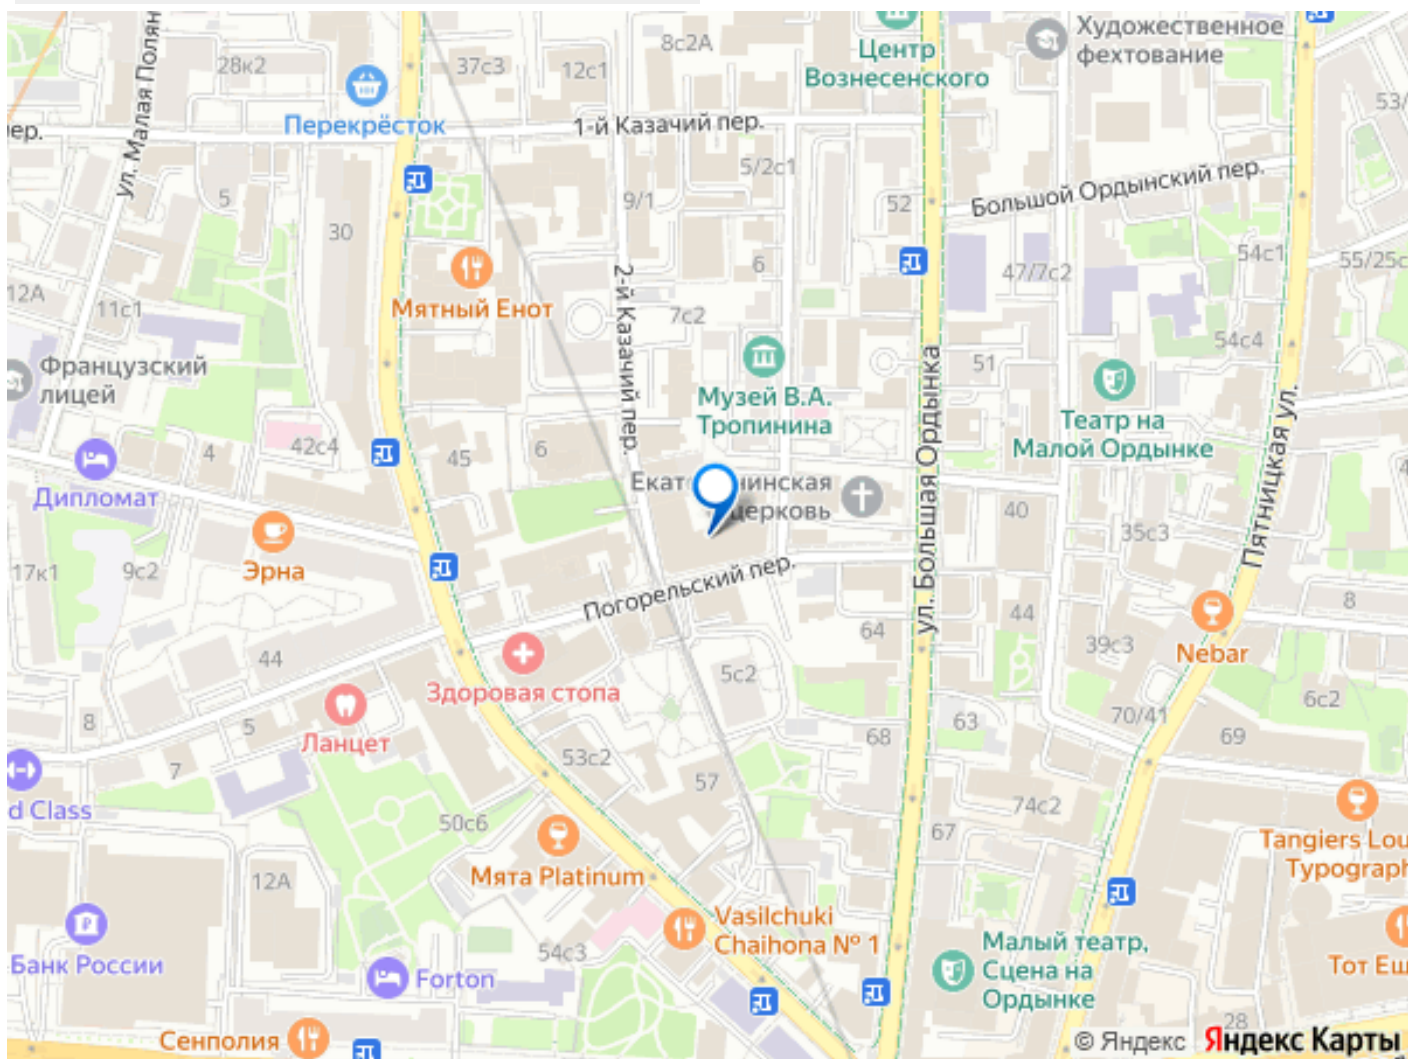 28к2
37с3
8с2А
12с1
Центр
Вознесенского
Художественное
фехтование
53/
ул. Малая Полян
Перекрёсток
ер.
1-й Казачий пер.
5/2с1
Большой Ордынский пер.
5
9/1
52
30
6
54с1
55/25с
47/7с2
12А
11с1
Мятный Енот
2-й Казачий пер.
7с2
54с4
Французский
лицей
Музей В.А.
Тропинина
51
Театр на
Малой Ордынке
ул. Большая Ордынка
Пятницкая ул.
42с4
4
45
6
Дипломат
Екат
нинская
церковь
40
35с3
Эрна
17к1
9с2
Погорельский пер.
8
44
64
44
39с3
Nebar
Здоровая стопа
5с2
6с2
8
5
Ланцет
63
70/41
69
7
53с2
68
57
d Class
50с6
74с2
67
Tangiers Lou
Typograph
Мята Platinum
12А
Vasilchuki
Chaihona № 1
Банк России
54с3
Forton
Малый театр,
Сцена на
Ордынке
Тот Ещ
28
Сенполия
© Яндекс Яндекс Карты